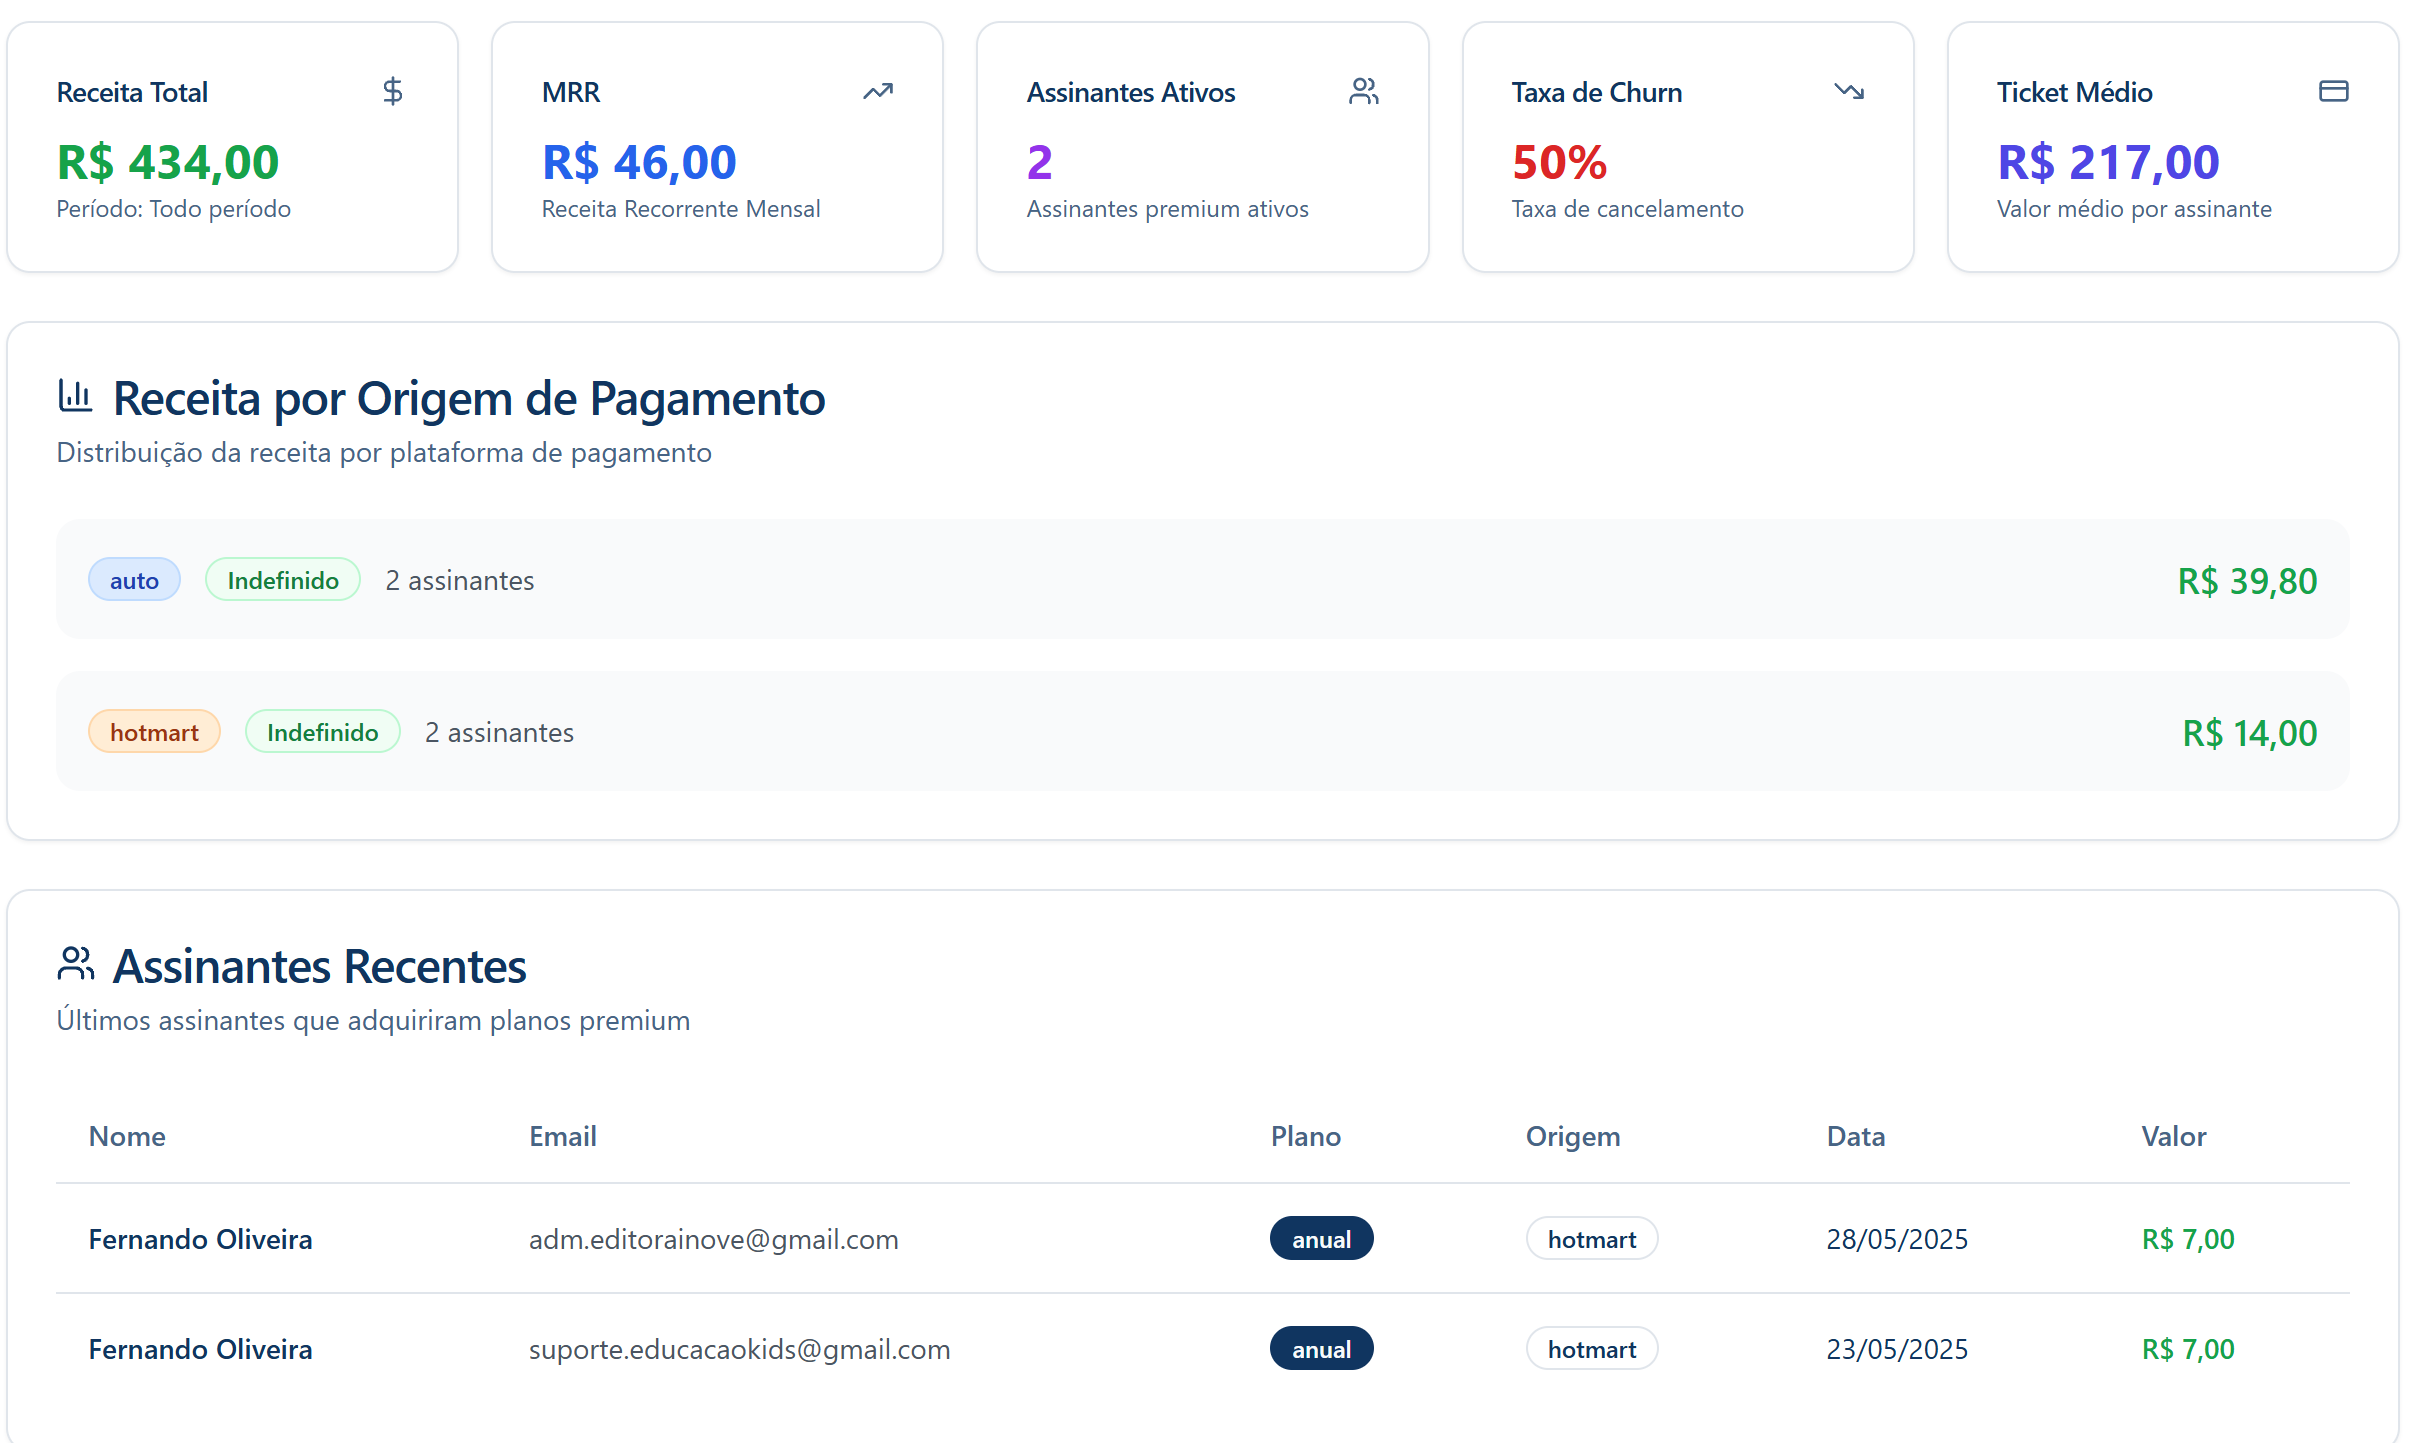 Receita Total
R$ 434,00
Período: Todo período
MRR
R$ 46,00
Receita Recorrente Mensal
Assinantes Ativos
2
Assinantes premium ativos
Taxa de Churn
50%
Taxa de cancelamento
Ticket Médio
R$ 217,00
Valor médio por assinante
Receita por Origem de Pagamento
Distribuição da receita por plataforma de pagamento
auto Indefinido 2 assinantes R$ 39,80
hotmart Indefinido 2 assinantes R$ 14,00
Assinantes Recentes
Últimos assinantes que adquiriram planos premium
Nome Email Plano Origem Data Valor
Fernando Oliveira adm.editorainove@gmail.com anual hotmart 28/05/2025 R$ 7,00
Fernando Oliveira suporte.educacaokids@gmail.com anual hotmart 23/05/2025 R$ 7,00